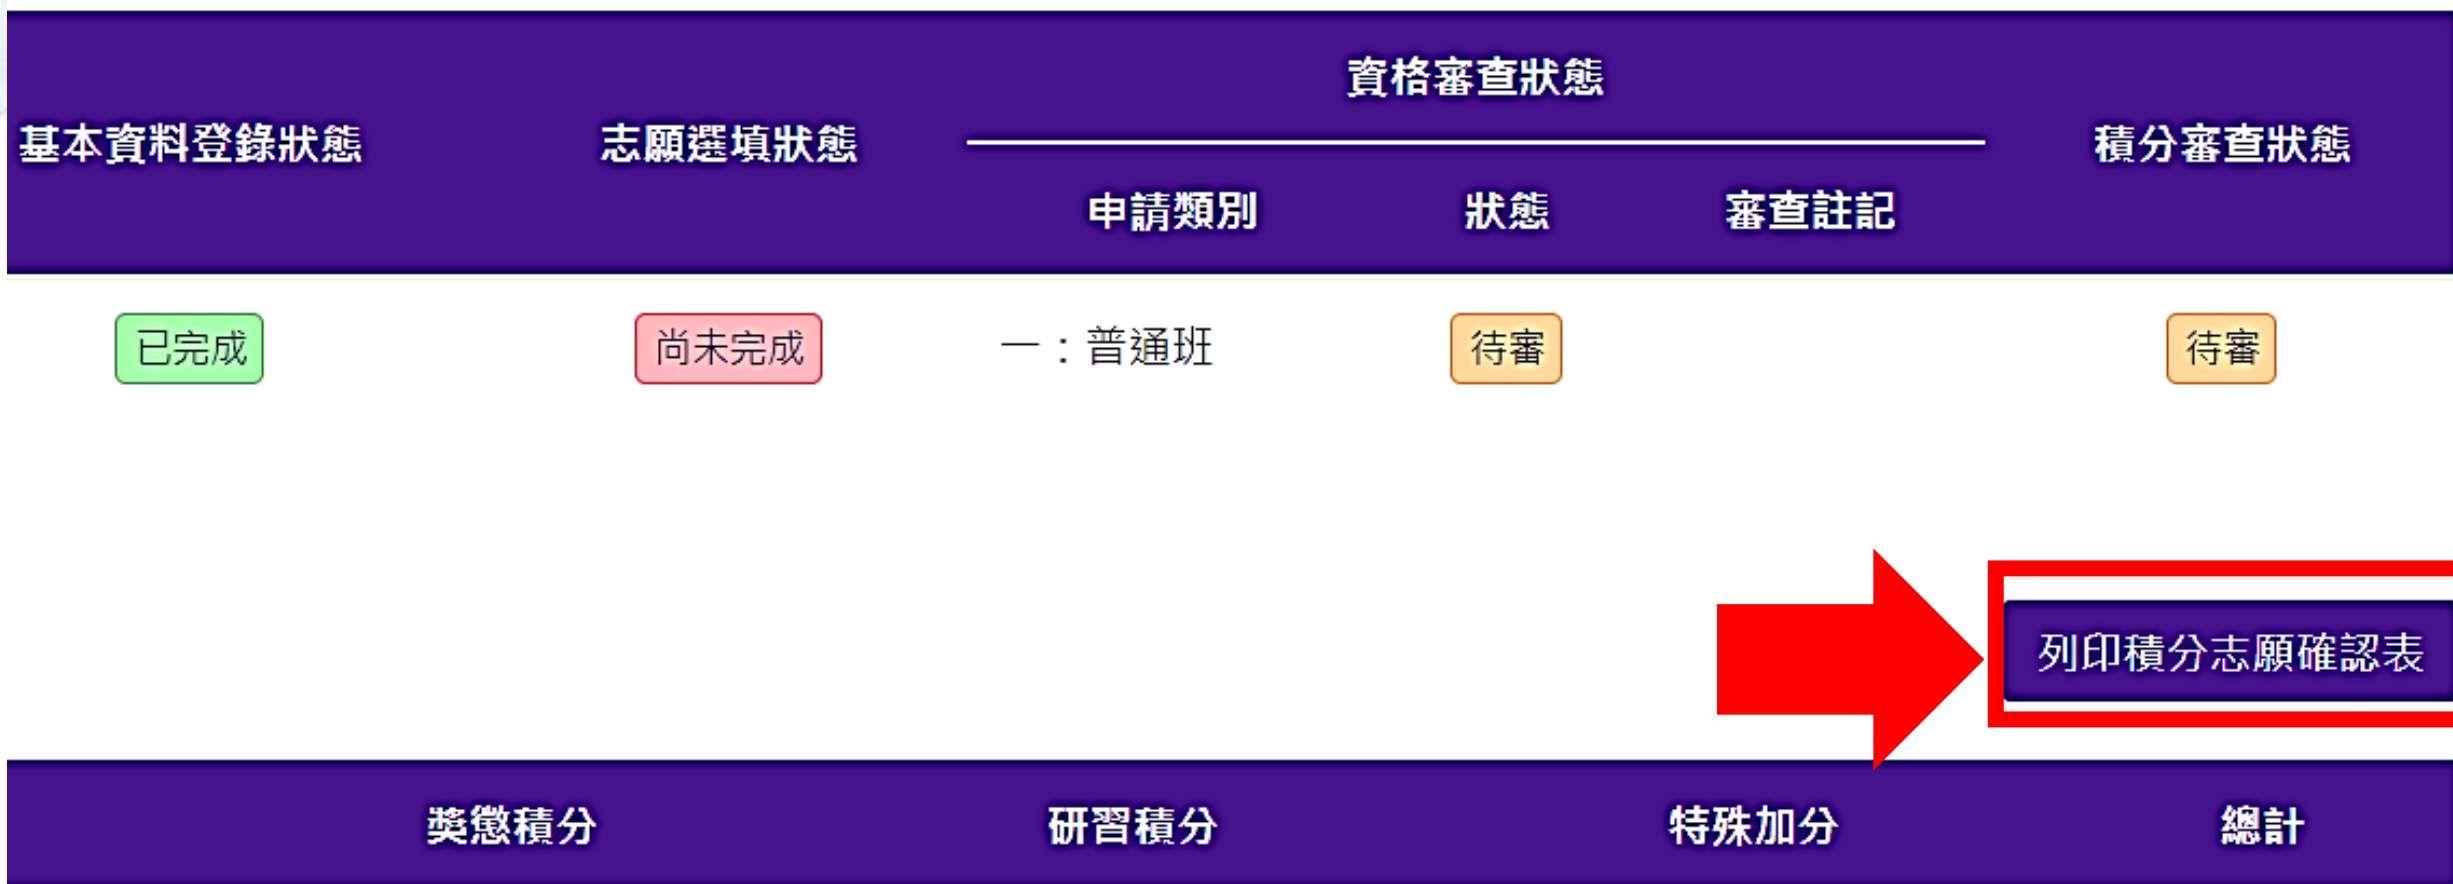 資格審查狀態
基本資料登錄狀態 志願選填狀態 積分審查狀態
申請類別 狀態 審查註記
已完成 尚未完成 一：普通班 待審 待審
列印積分志願確認表
獎懲積分 研習積分 特殊加分 總計